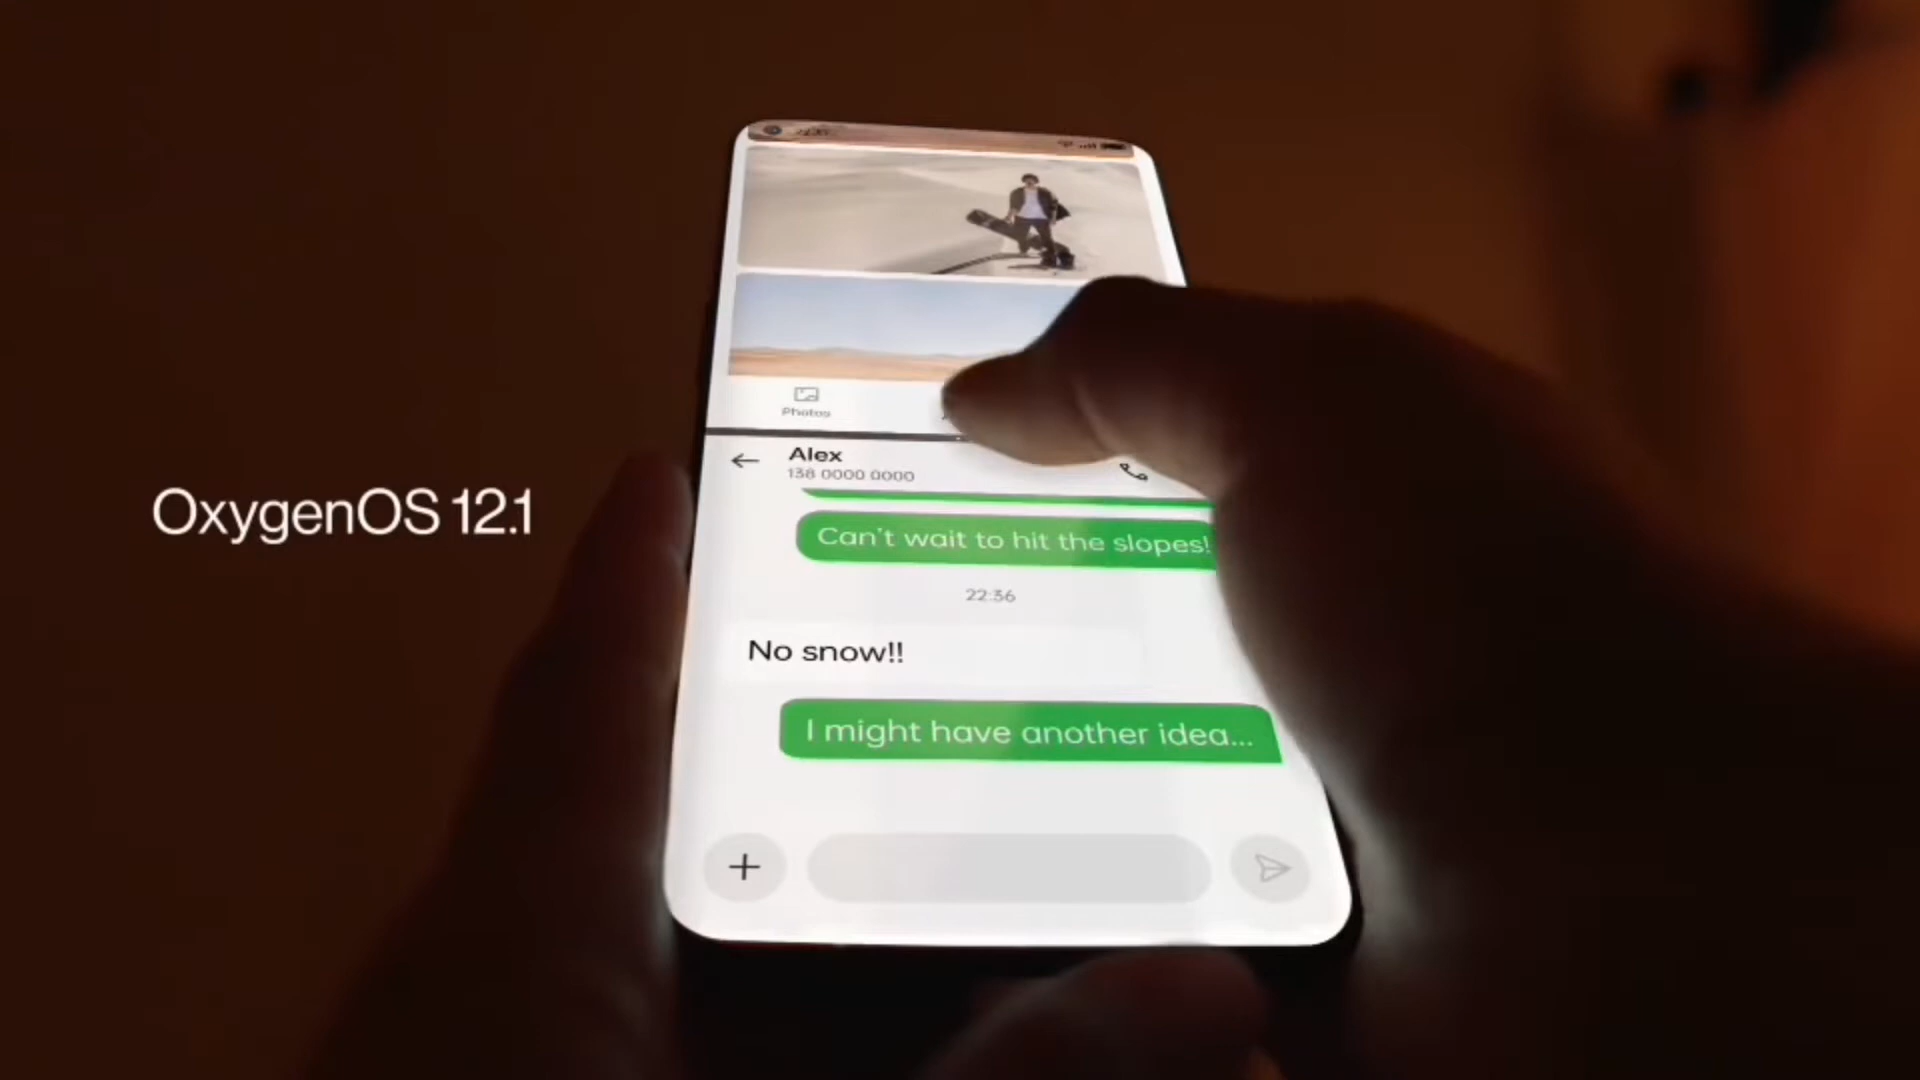 OxygenOS 12.1
Photos
Alex
138 0000 0000
Can't wait to hit the slopes!
22:36
No snow!!
I might have another idea...